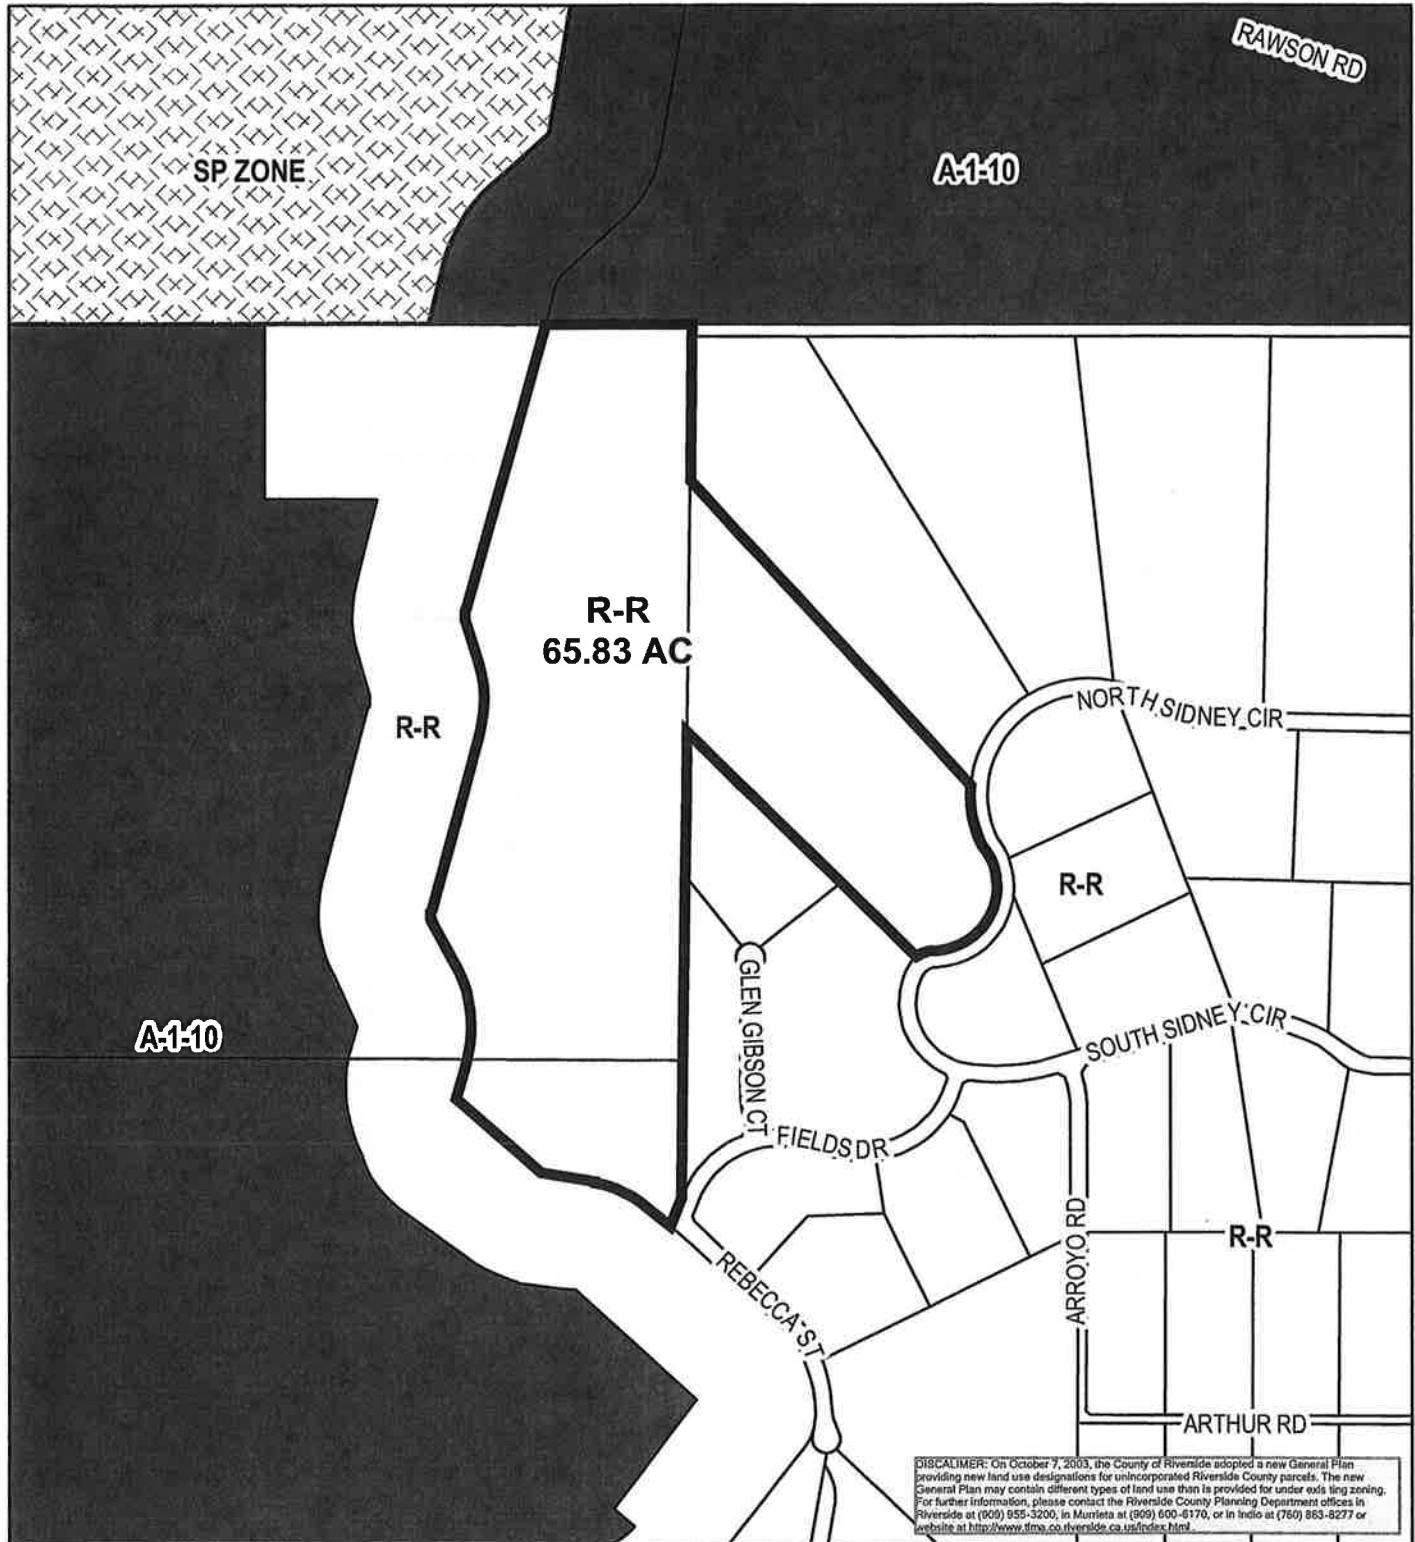 RAWSON RD
SP ZONE
A-1-10
R-R
65.83 AC
R-R
NORTH SIDNEY CIR
R-R
GLEN GIBSON CT
A-1-10
SOUTH SIDNEY CIR
FIELDS DR
ARROYO RD
R-R
REBECCA ST
ARTHUR RD
DISCALIMER: On October 7, 2003, the County of Riverside adopted a new General Plan
providing new land use designations for unincorporated Riverside County parcels. The new
General Plan may contain different types of land use than is provided for under exis ting zoning.
For further information, please contact the Riverside County Planning Department offices in
Riverside at (909) 955-3200, in Murrieta at (909) 600-6170, or in Indio at (760) 863-8277 or
website at http://www.tlma.co.riverside.ca.us/index.html .